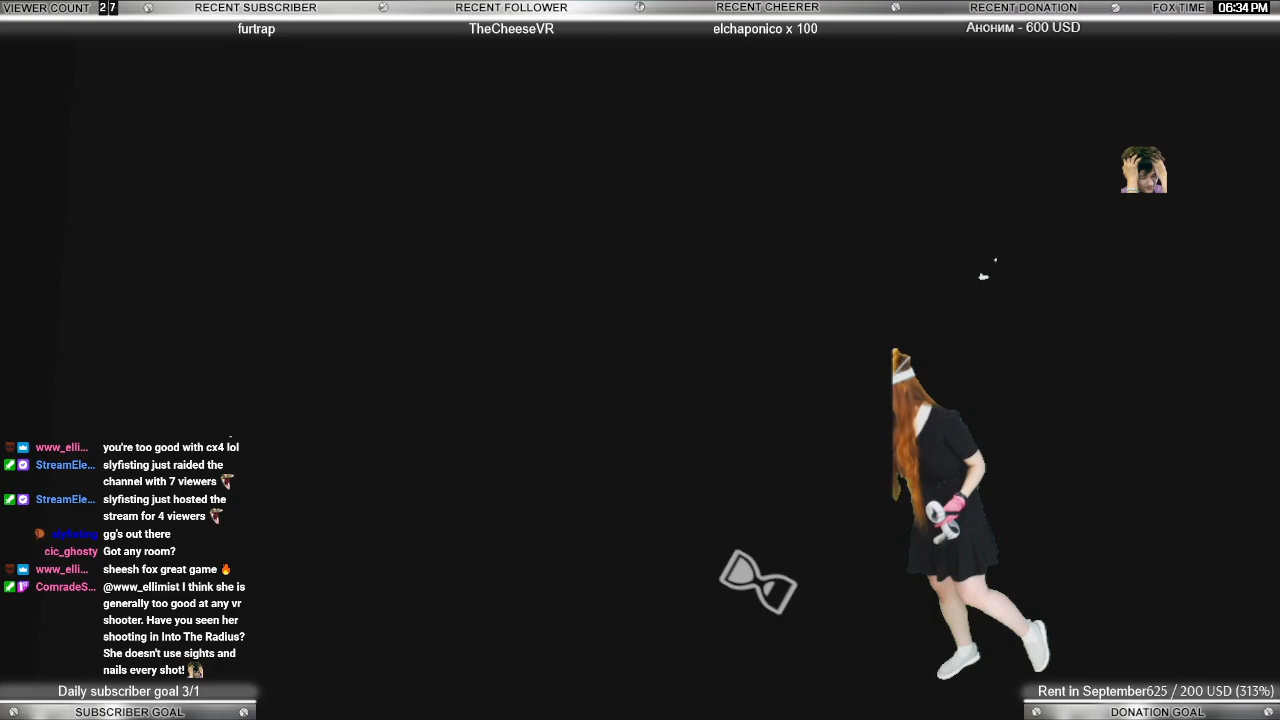 VIEWER COUNT 27
RECENT SUBSCRIBER
RECENT FOLLOWER
RECENT CHEERER
RECENT DONATION
FOX TIME 06:34 PM
furtrap
TheCheeseVR
elchaponico x 100
Аноним - 600 USD
www_elli... you're too good with cx4 lol
StreamEle... slyfisting just raided the
channel with 7 viewers
StreamEle... slyfisting just hosted the
stream for 4 viewers
slyfisting gg's out there
cic_ghosty Got any room?
www_elli... sheesh fox great game
ComradeS... @www_ellimist I think she is
generally too good at any vr
shooter. Have you seen her
shooting in Into The Radius?
She doesn't use sights and
nails every shot!
Daily subscriber goal 3/1
SUBSCRIBER GOAL
Rent in September625 / 200 USD (313%)
DONATION GOAL